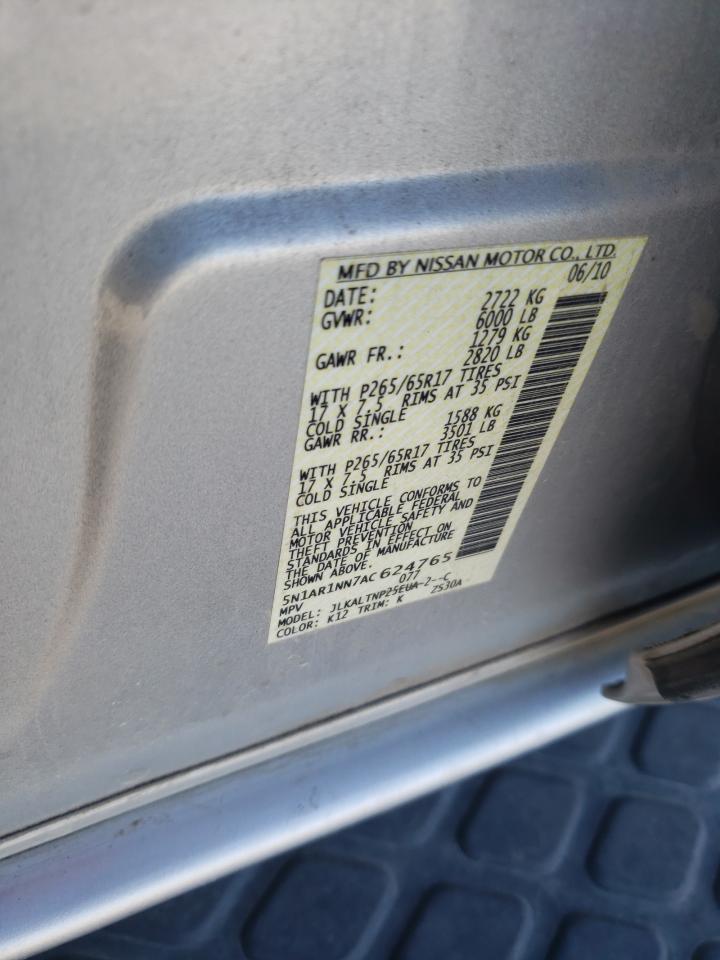 MFD BY NISSAN MOTOR CO., LTD.
DATE: 06/10
GVWR: 2722 KG
6000 LB
GAWR FR.: 1279 KG
2820 LB
WITH P265/65R17 TIRES
17 X 7.5 RIMS AT 35 PSI
COLD SINGLE
GAWR RR.: 1588 KG
3501 LB
WITH P265/65R17 TIRES
17 X 7.5 RIMS AT 35 PSI
COLD SINGLE
THIS VEHICLE CONFORMS TO
ALL APPLICABLE FEDERAL
MOTOR VEHICLE SAFETY AND
THEFT PREVENTION
STANDARDS IN EFFECT ON
THE DATE OF MANUFACTURE
SHOWN ABOVE.
5N1AR1NN7AC624765
MPV 077
MODEL: JLKALTNP25EUA-2--C
COLOR: K12 TRIM: K ZS30A